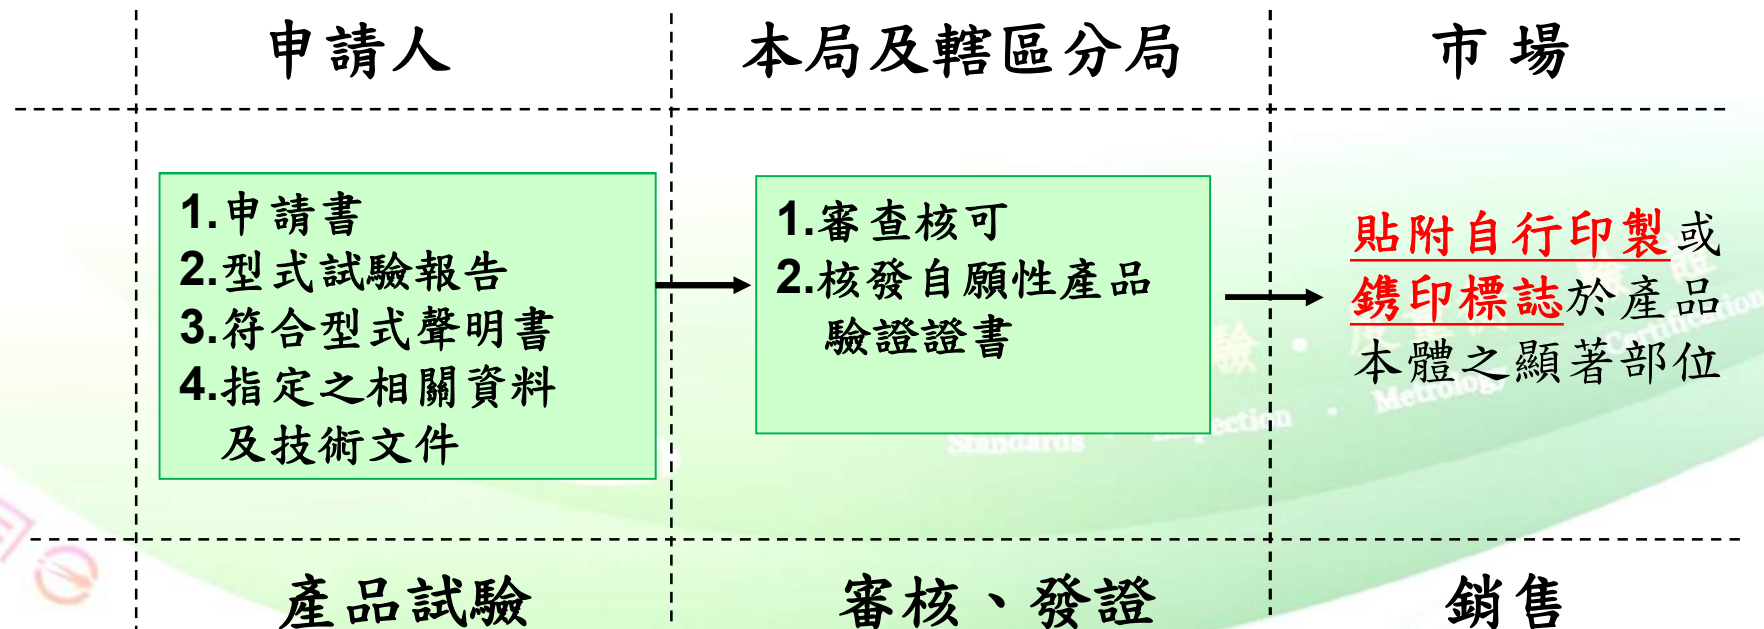 申請人
本局及轄區分局
市場
1.申請書
2.型式試驗報告
3.符合型式聲明書
4.指定之相關資料
及技術文件
1.審查核可
2.核發自願性產品
驗證證書
貼附自行印製或
鐫印標誌於產品
本體之顯著部位
Standards
Metrology
Certification
產品試驗
審核、發證
銷售